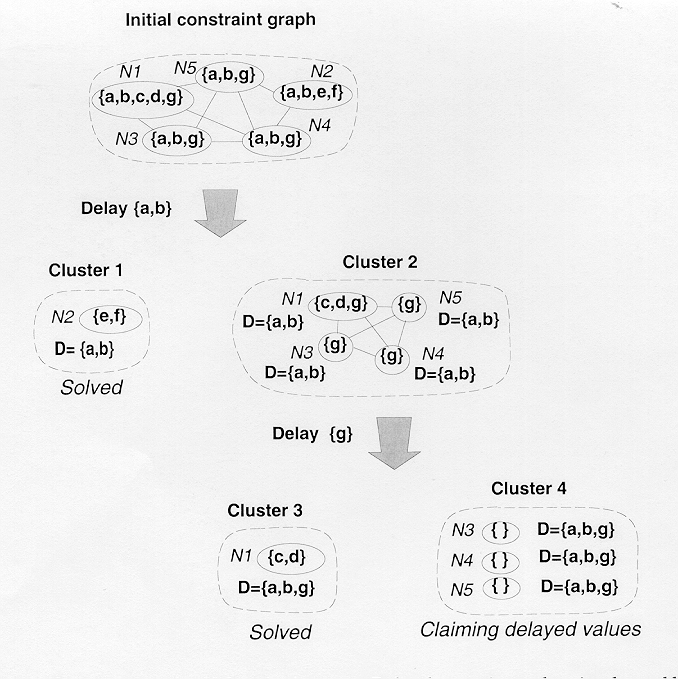 Initial constraint graph
N1 N5 {a,b,g} N2
{a,b,c,d,g} {a,b,e,f}
N3 {a,b,g} {a,b,g} N4
Delay {a,b}
Cluster 1
N2 {e,f}
D= {a,b}
Solved
Cluster 2
N1 {c,d,g} {g} N5
D={a,b} D={a,b}
N3 {g} {g} N4
D={a,b} D={a,b}
Delay {g}
Cluster 3
N1 {c,d}
D={a,b,g}
Solved
Cluster 4
N3 { } D={a,b,g}
N4 { } D={a,b,g}
N5 { } D={a,b,g}
Claiming delayed values